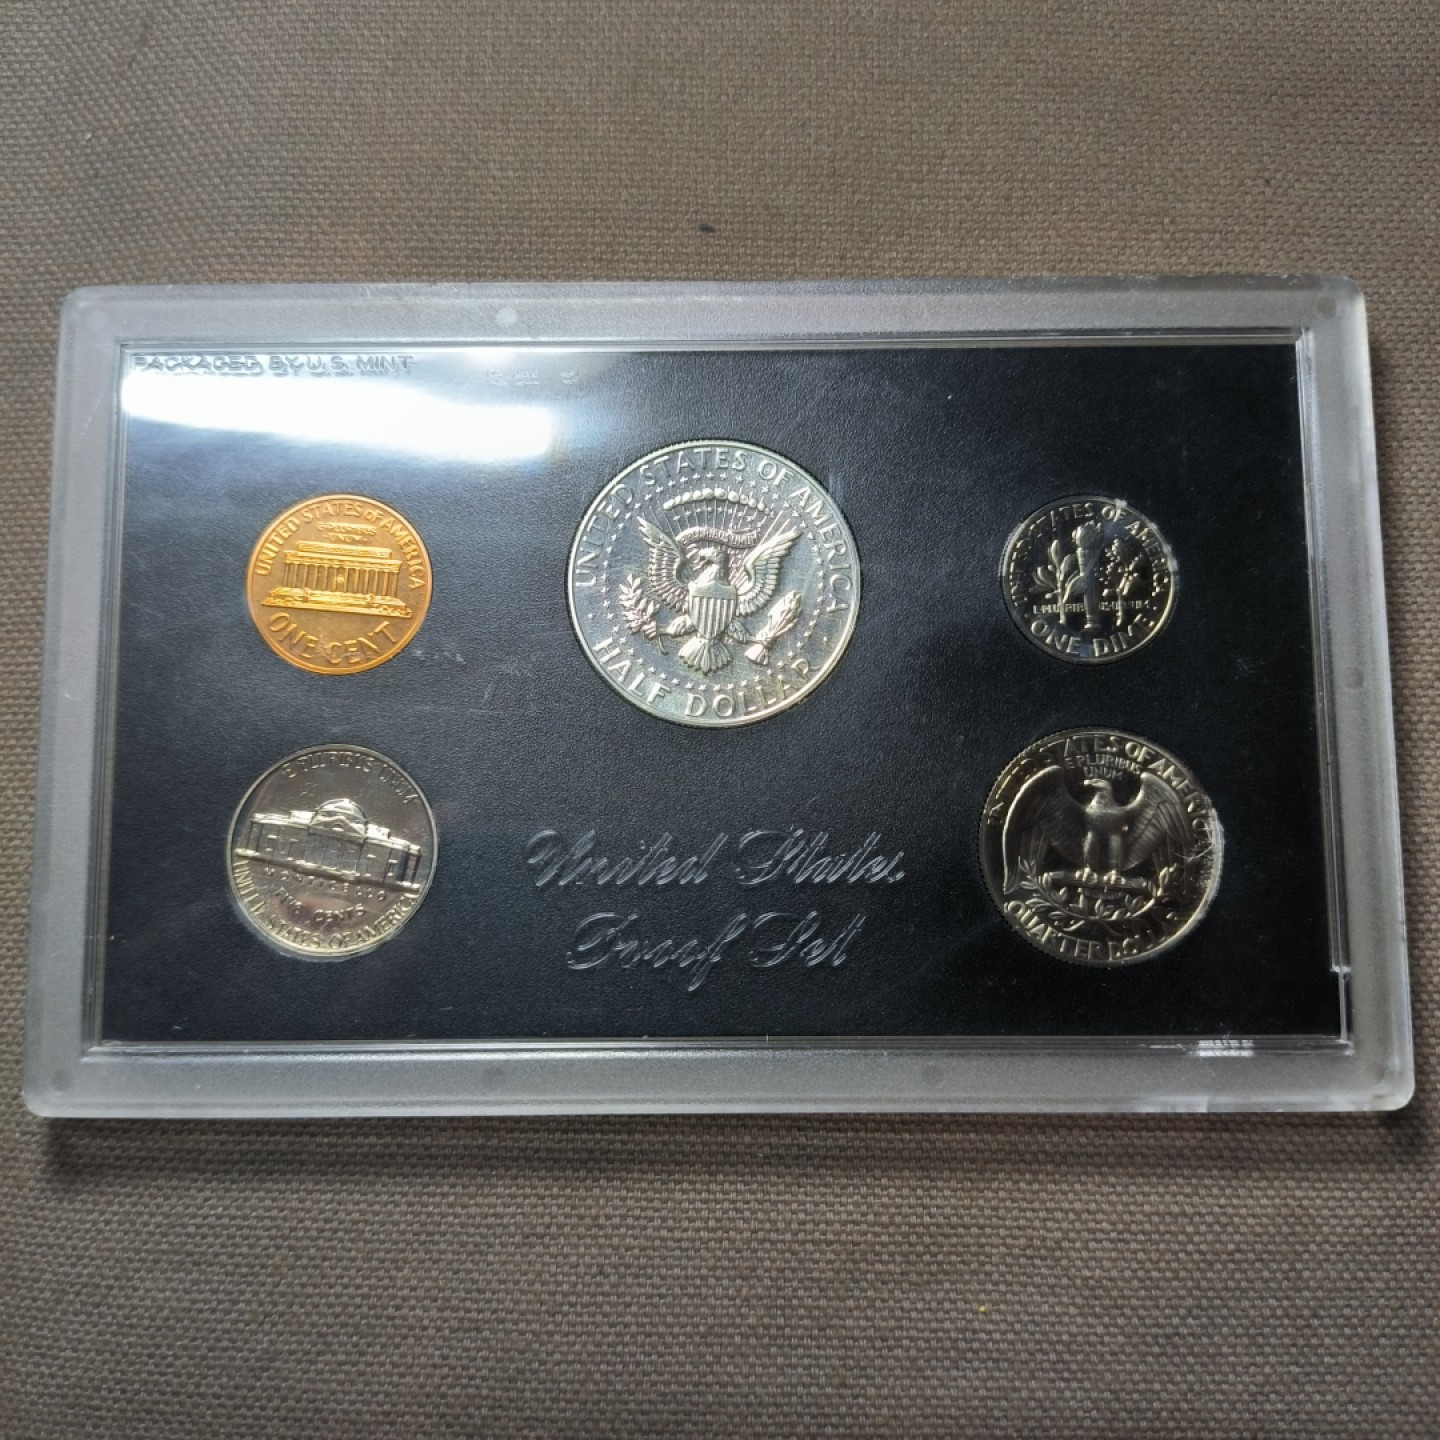 PACKAGED BY U.S. MINT
UNITED STATES OF AMERICA
E PLURIBUS
UNUM
ONE CENT
UNITED STATES OF AMERICA
E PLURIBUS UNUM
HALF DOLLAR
UNITED STATES OF AMERICA
E PLURIBUS UNUM
ONE DIME
E PLURIBUS UNUM
MONTICELLO
FIVE CENTS
UNITED STATES OF AMERICA
UNITED STATES OF AMERICA
E PLURIBUS
UNUM
QUARTER DOLLAR
United States
Proof Set